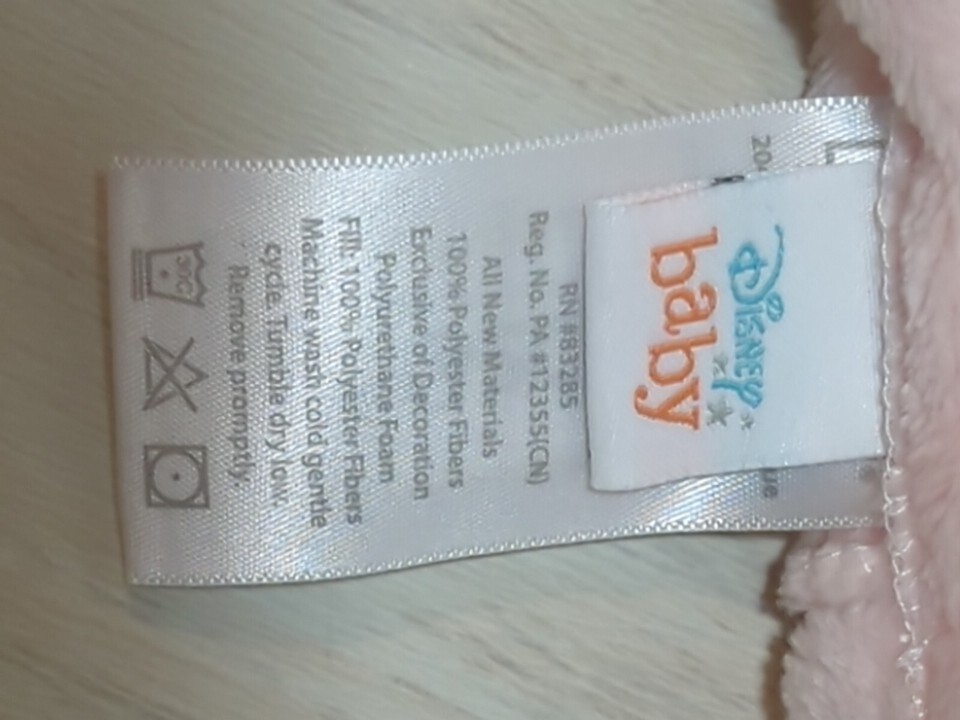 Disney
baby
RN #83285
Reg. No. PA #12355(CN)
All New Materials
100% Polyester Fibers
Exclusive of Decoration
Polyurethane Foam
Fill: 100% Polyester Fibers
Machine wash cold gentle
cycle. Tumble dry low.
Remove promptly.
30C